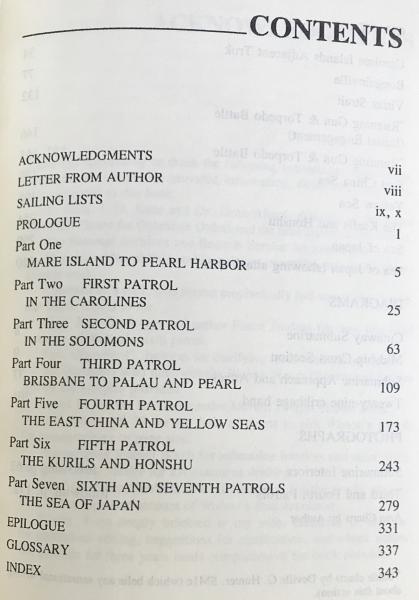 CONTENTS
ACKNOWLEDGMENTS vii
LETTER FROM AUTHOR viii
SAILING LISTS ix, x
PROLOGUE 1
Part One
MARE ISLAND TO PEARL HARBOR 5
Part Two FIRST PATROL
IN THE CAROLINES 25
Part Three SECOND PATROL
IN THE SOLOMONS 63
Part Four THIRD PATROL
BRISBANE TO PALAU AND PEARL 109
Part Five FOURTH PATROL
THE EAST CHINA AND YELLOW SEAS 173
Part Six FIFTH PATROL
THE KURILS AND HONSHU 243
Part Seven SIXTH AND SEVENTH PATROLS
THE SEA OF JAPAN 279
EPILOGUE 331
GLOSSARY 337
INDEX 343